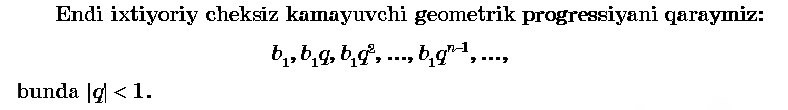 Endi ixtiyoriy cheksiz kamayuvchi geometrik progressiyani qaraymiz:
b₁, b₁q, b₁q², ..., b₁qⁿ⁻¹, ...,
bunda |q| < 1.